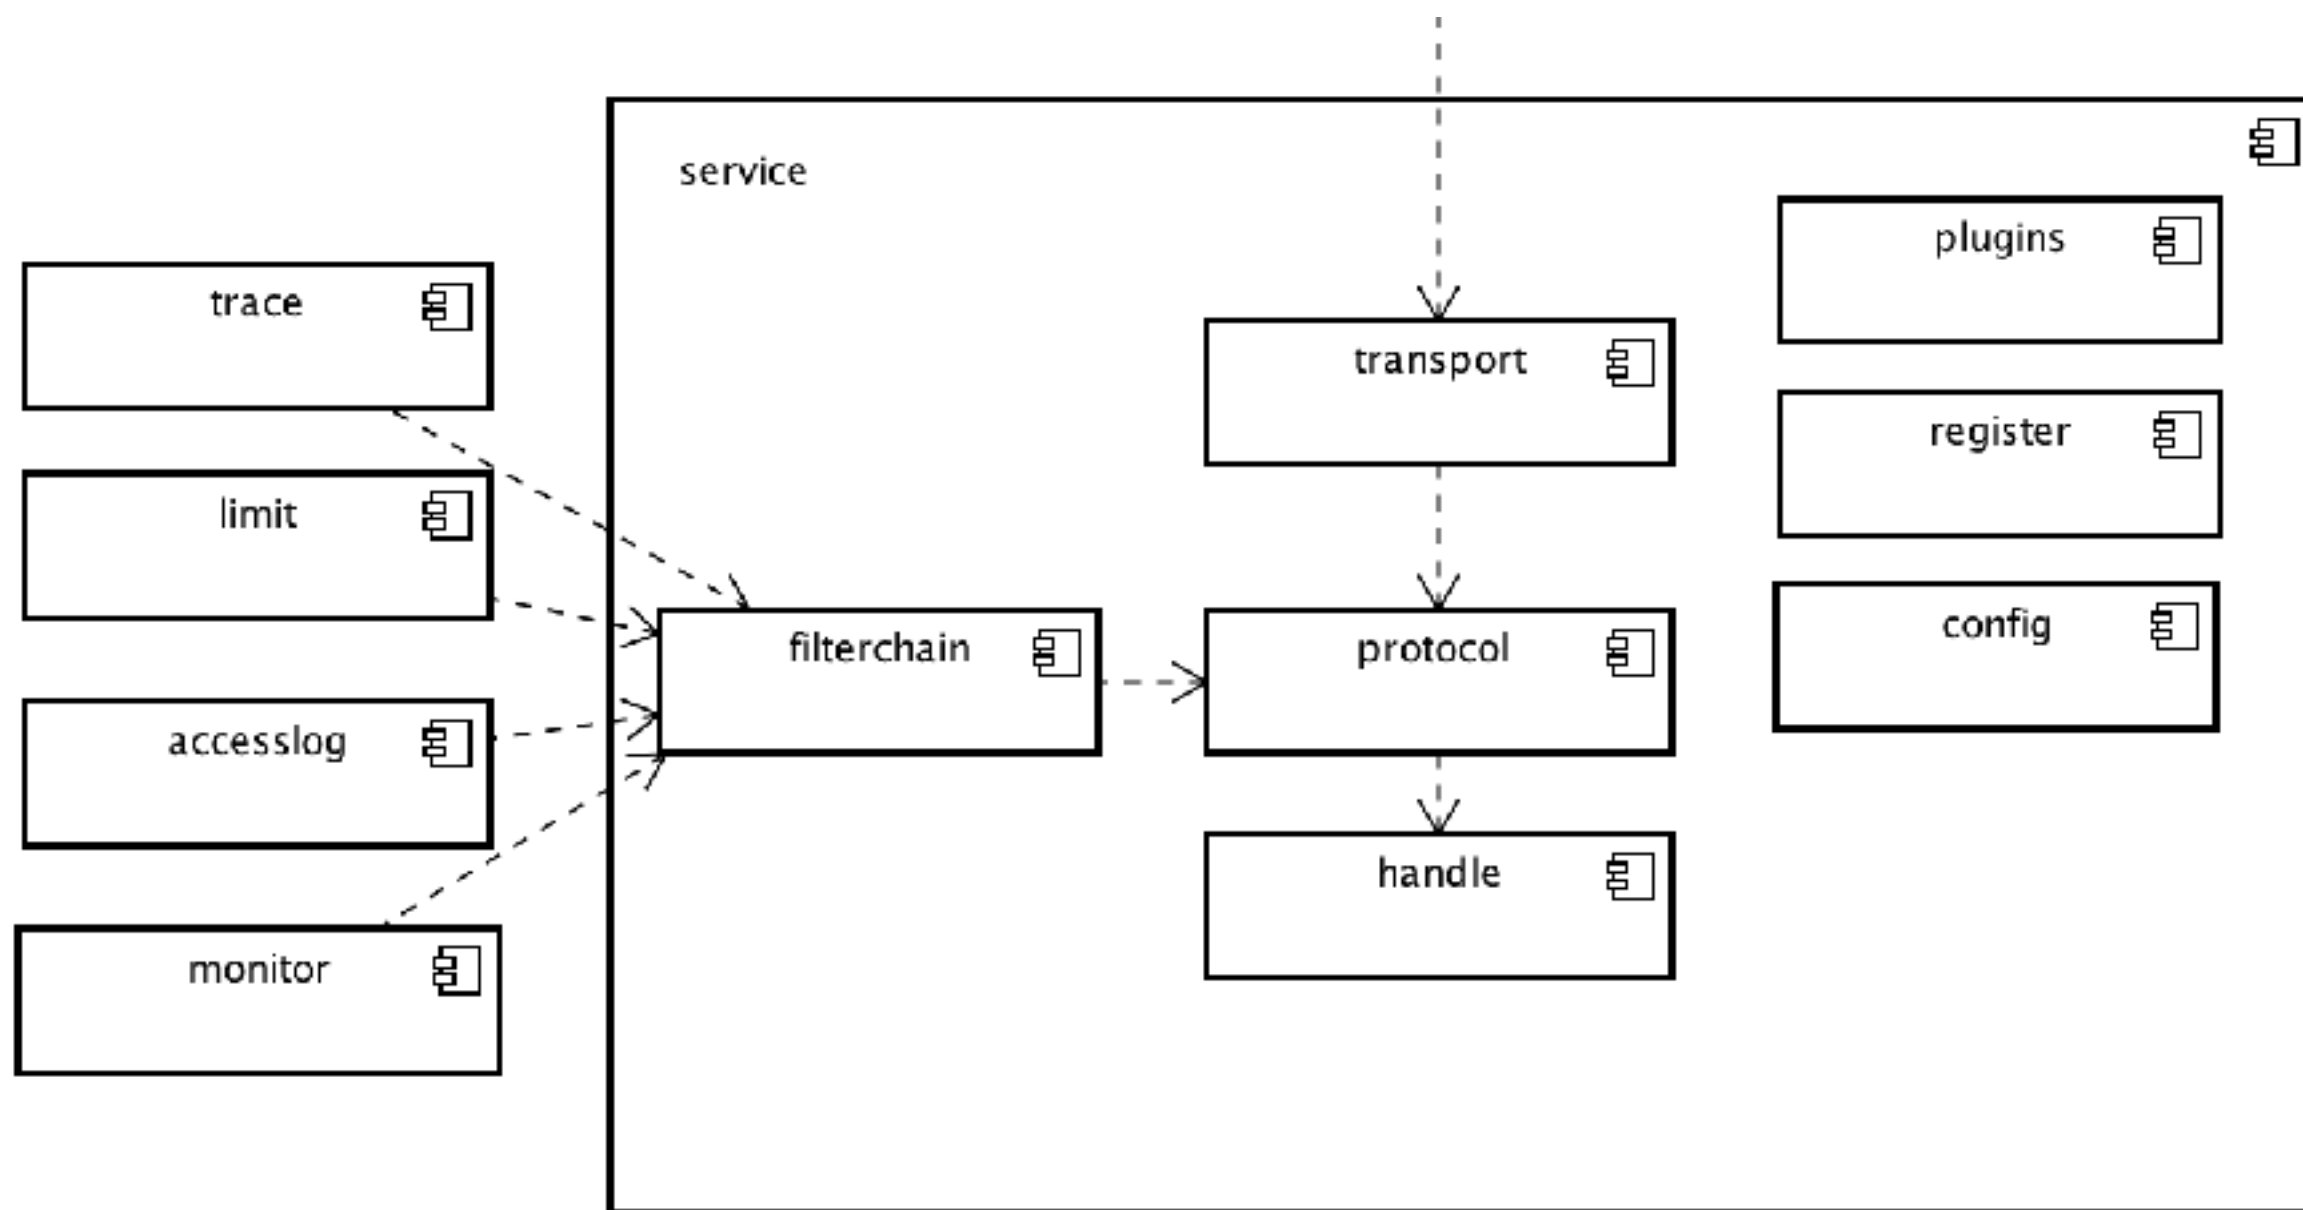 service
plugins
trace
transport
register
limit
filterchain
protocol
config
accesslog
handle
monitor